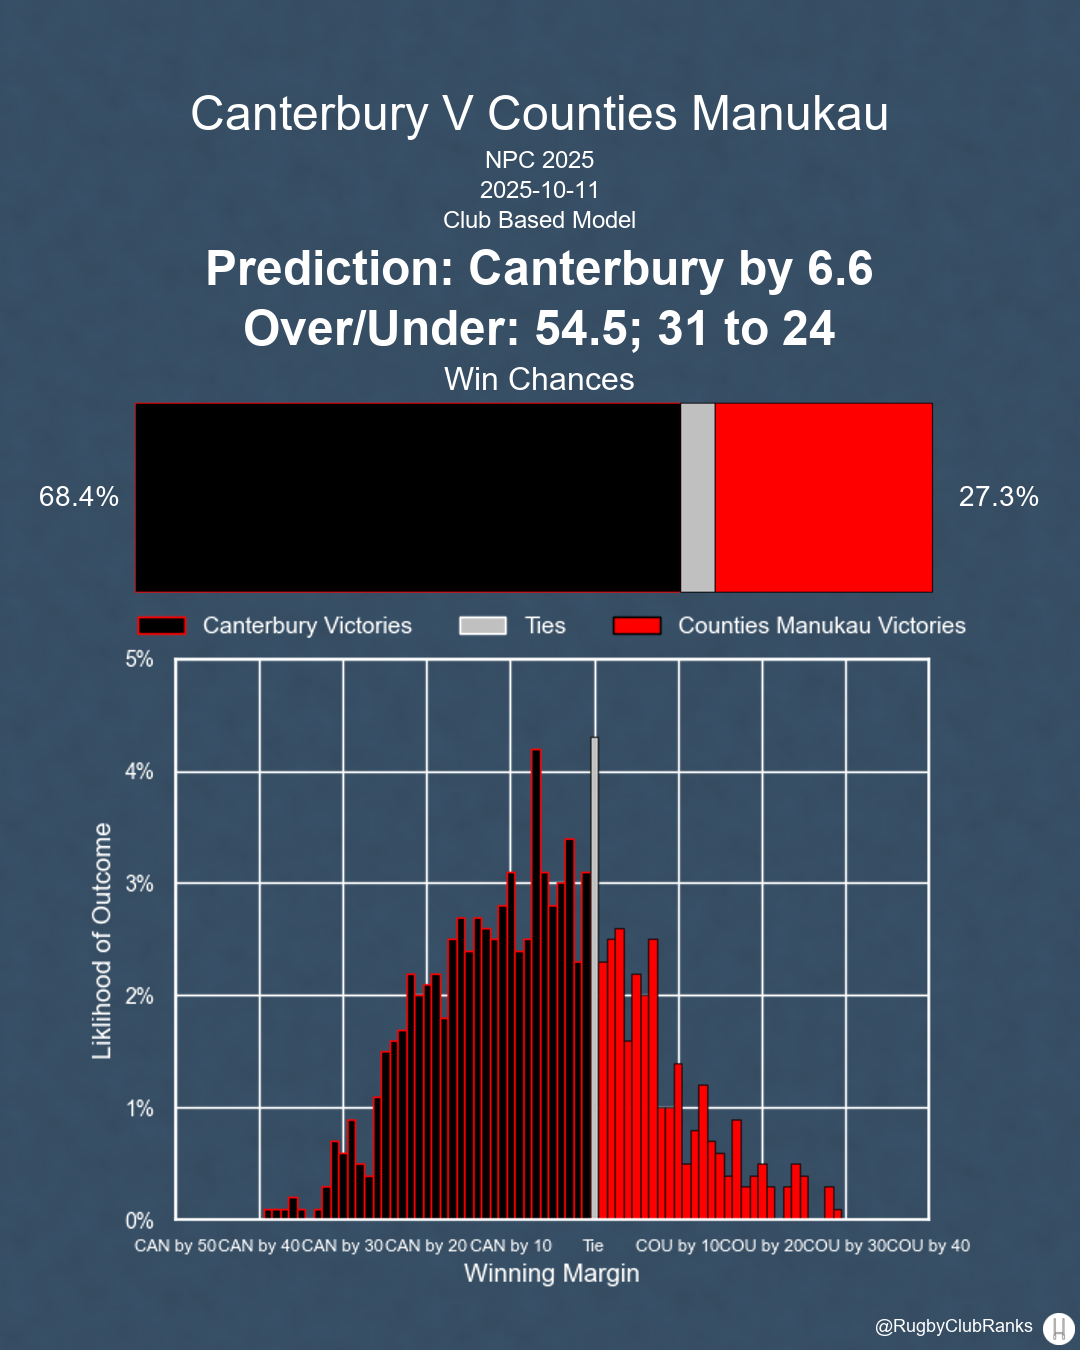 Canterbury V Counties Manukau
NPC 2025
2025-10-11
Club Based Model
Prediction: Canterbury by 6.6
Over/Under: 54.5; 31 to 24
Win Chances
68.4%
27.3%
Canterbury Victories
Ties
Counties Manukau Victories
5%
4%
3%
2%
1%
0%
Liklihood of Outcome
CAN by 50 CAN by 40 CAN by 30 CAN by 20 CAN by 10 Tie COU by 10 COU by 20 COU by 30 COU by 40
Winning Margin
@RugbyClubRanks